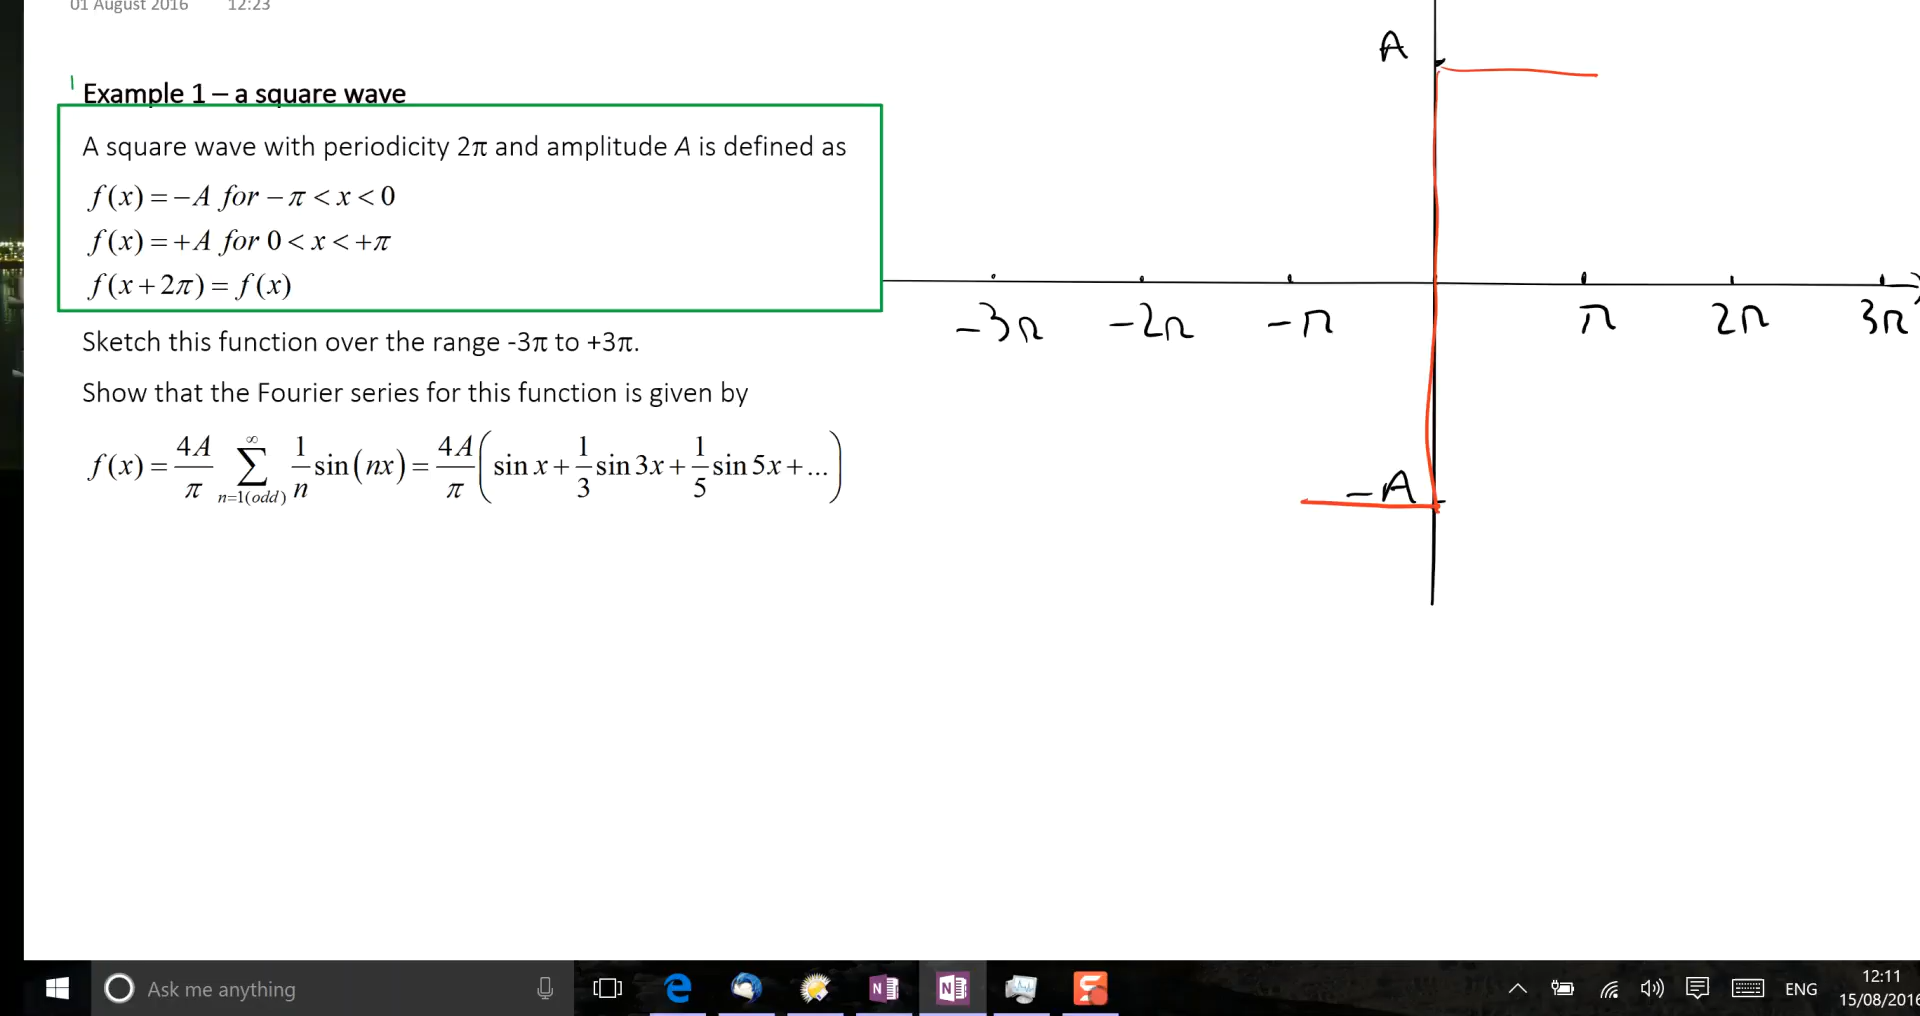 01 August 2016 12:23
Example 1 – a square wave
A square wave with periodicity 2π and amplitude A is defined as
f(x) = −A for − π < x < 0
f(x) = +A for 0 < x < +π
f(x + 2π) = f(x)
Sketch this function over the range -3π to +3π.
Show that the Fourier series for this function is given by
f(x) = 4A/π ∑_{n=1(odd)}^{∞} 1/n sin(nx) = 4A/π (sin x + 1/3 sin 3x + 1/5 sin 5x + ...)
A
-3π -2π -π π 2π 3π
-A
Ask me anything
ENG
12:11
15/08/2016